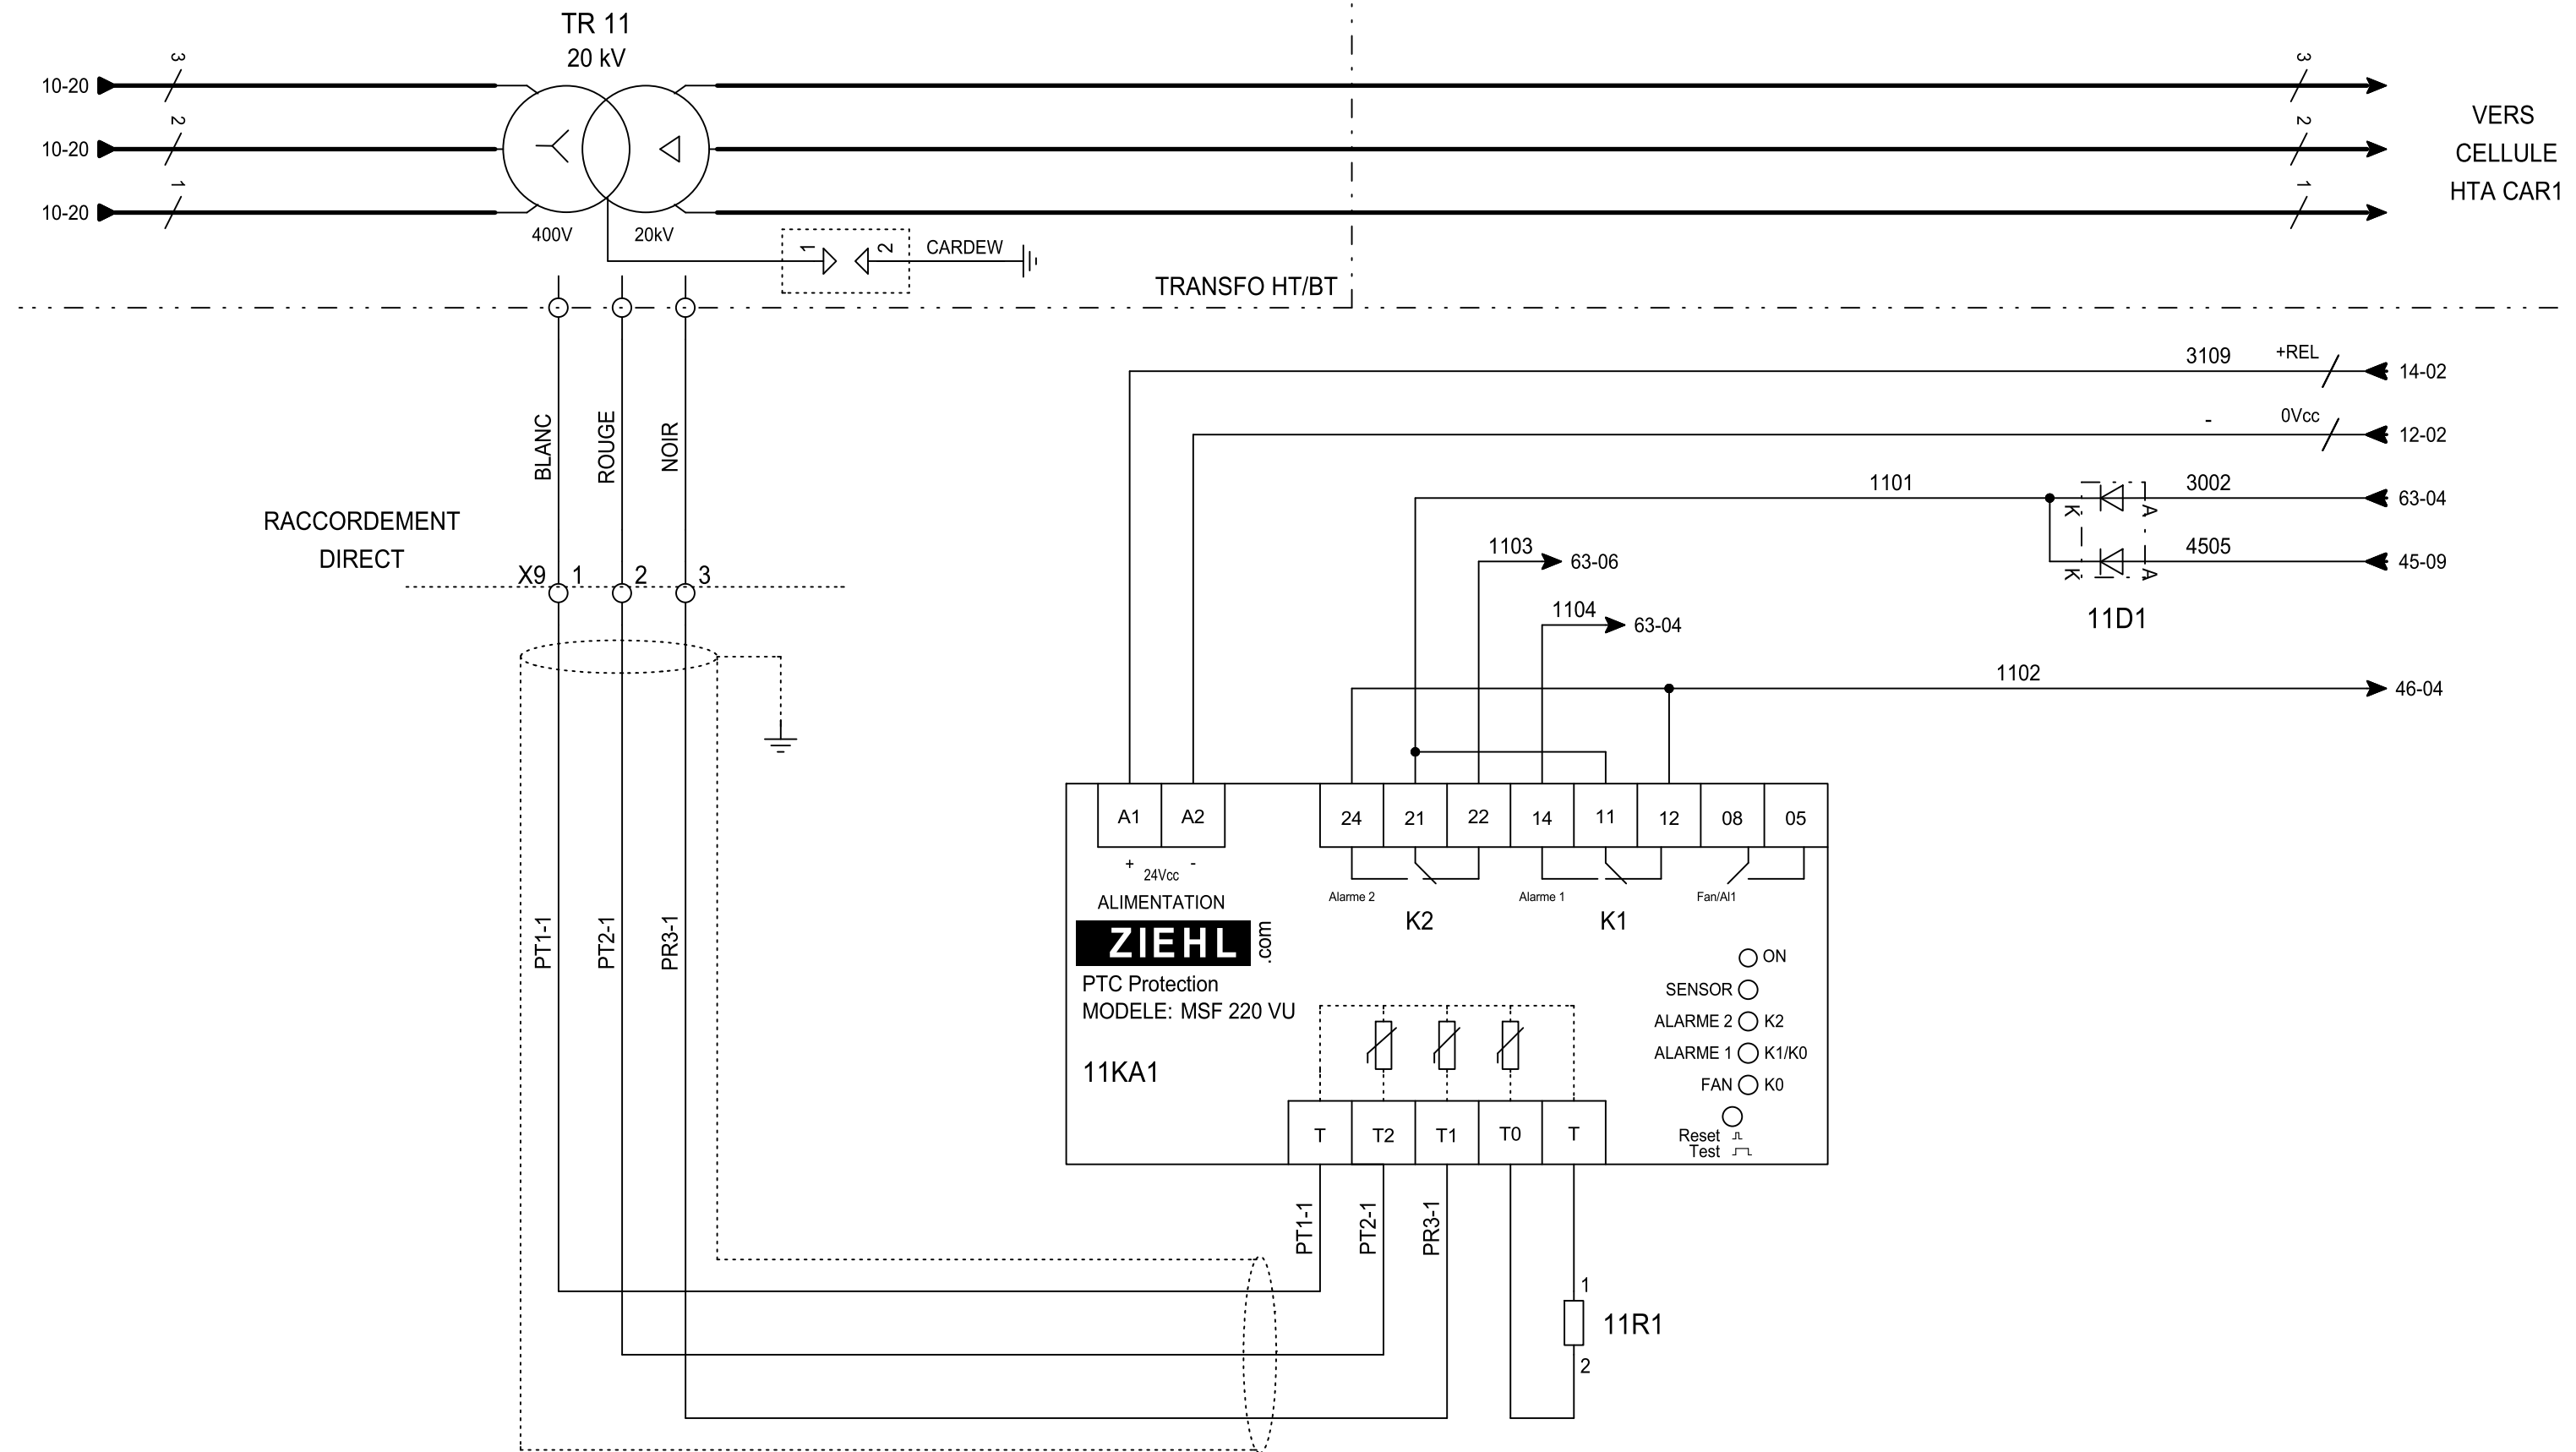 TR 11
20 kV
10-20
3
3
10-20
2
2
10-20
1
1
VERS
CELLULE
HTA CAR1
400V
20kV
1
2
CARDEW
TRANSFO HT/BT
3109
+REL
14-02
-
0Vcc
12-02
1101
3002
63-04
K
A
1103
63-06
4505
45-09
K
A
11D1
1104
63-04
1102
46-04
BLANC
ROUGE
NOIR
RACCORDEMENT
DIRECT
X9
1
2
3
A1
A2
24
21
22
14
11
12
08
05
+
24Vcc
-
ALIMENTATION
Alarme 2
Alarme 1
Fan/Al1
K2
K1
ZIEHL
.com
PTC Protection
MODELE: MSF 220 VU
11KA1
ON
SENSOR
ALARME 2
K2
ALARME 1
K1/K0
FAN
K0
Reset
Test
T
T2
T1
T0
T
PT1-1
PT2-1
PR3-1
PT1-1
PT2-1
PR3-1
1
11R1
2